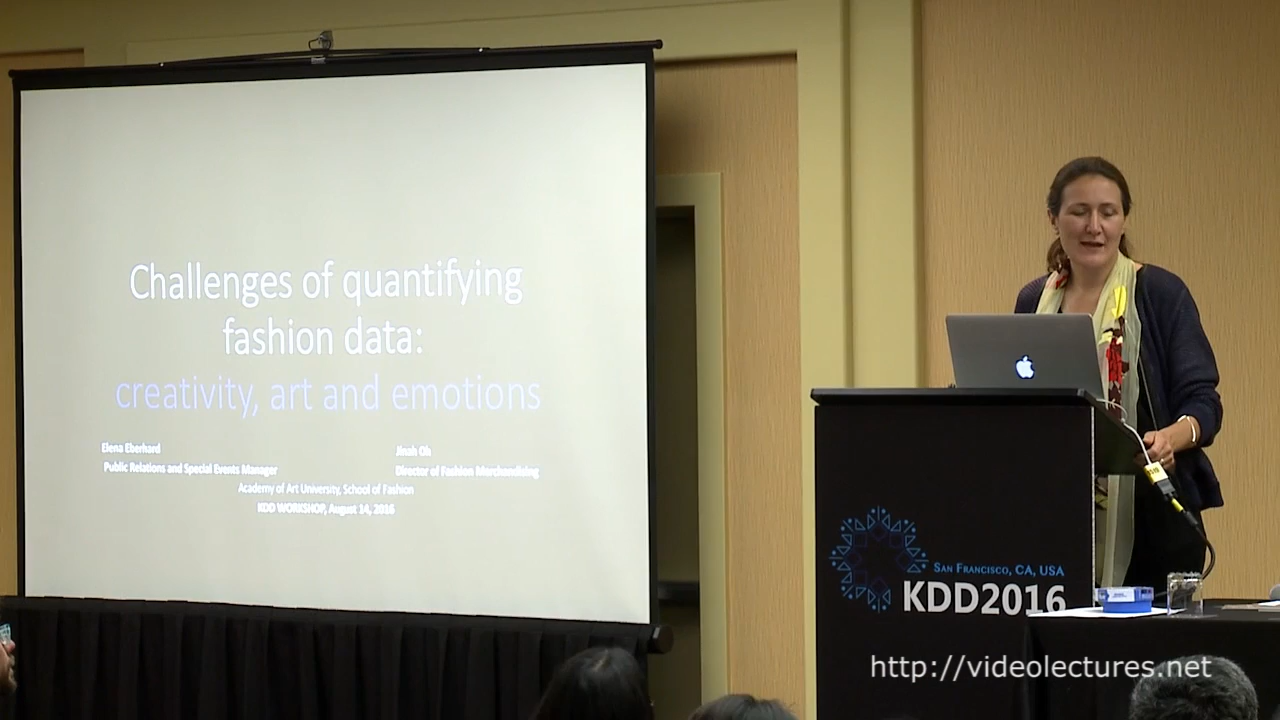 Challenges of quantifying
fashion data:
creativity, art and emotions
Elena Eberhard
Jinah Oh
Public Relations and Special Events Manager
Director of Fashion Merchandising
Academy of Art University, School of Fashion
KDD WORKSHOP, August 14, 2016
San Francisco, CA, USA
KDD2016
http://videolectures.net